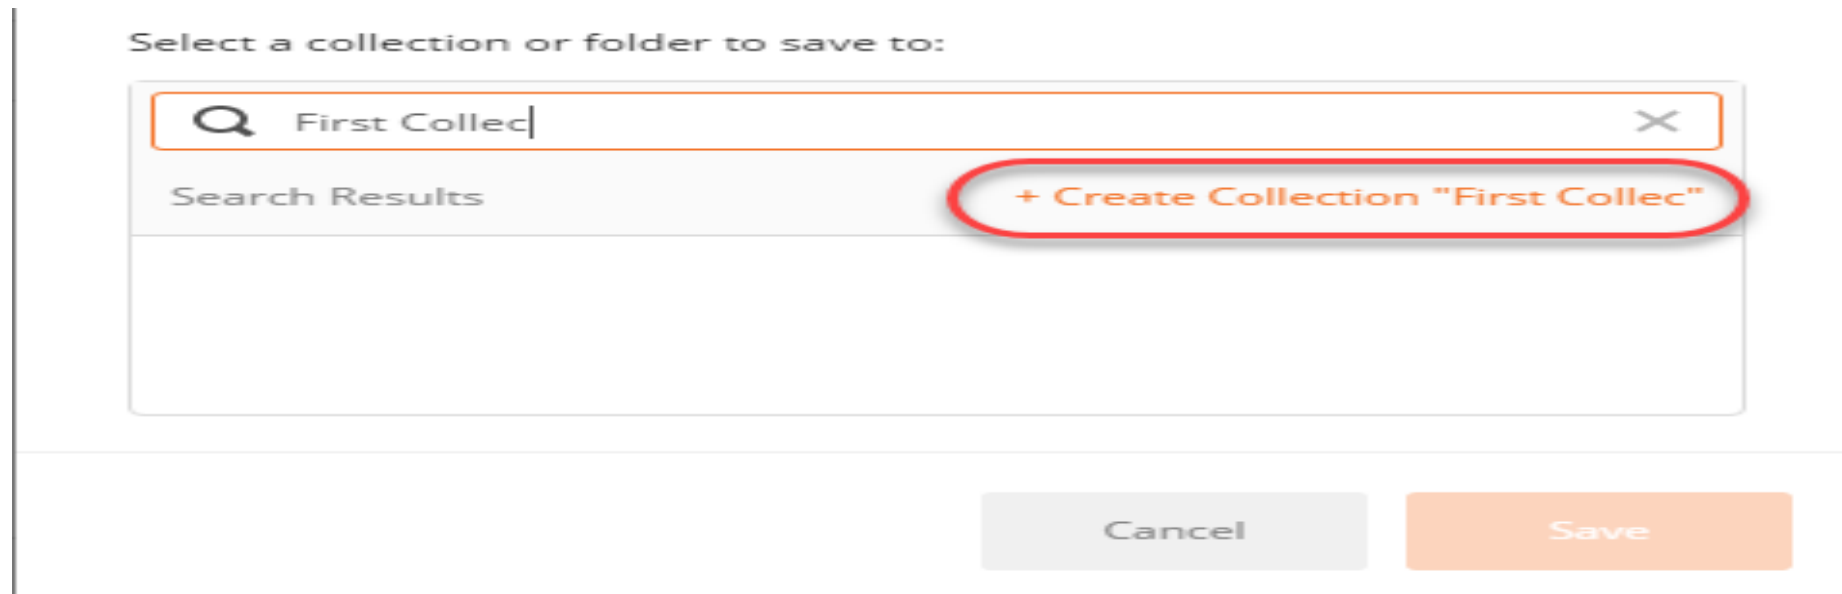 Select a collection or folder to save to:
First Collec
Search Results
+ Create Collection "First Collec"
Cancel
Save